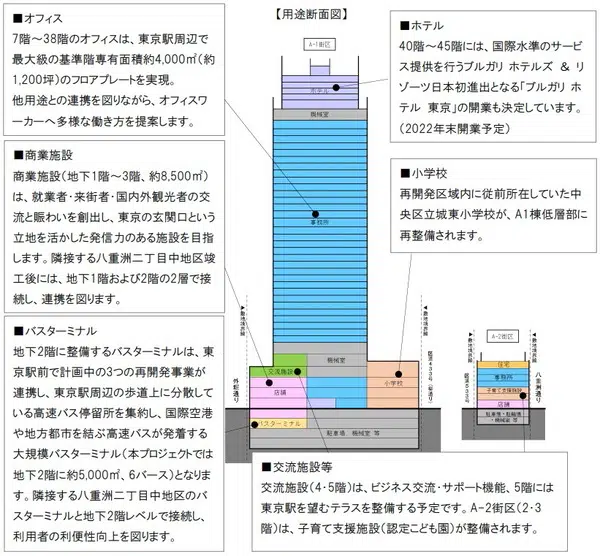 ■オフィス
7階～38階のオフィスは、東京駅周辺で
最大級の基準階専有面積約4,000㎡(約
1,200坪)のフロアプレートを実現。
他用途との連携を図りながら、オフィスワ
ーカーへ多様な働き方を提案します。
■商業施設
商業施設(地下1階～3階、約8,500㎡)
は、就業者・来街者・国内外観光者の交
流と賑わいを創出し、東京の玄関口という
立地を活かした発信力のある施設を目指
します。隣接する八重洲二丁目中地区竣
工後には、地下1階および2階の2層で接
続し、連携を図ります。
■バスターミナル
地下2階に整備するバスターミナルは、東
京駅前で計画中の3つの再開発事業が
連携し、東京駅周辺の歩道上に分散して
いる高速バス停留所を集約し、国際空港
や地方都市を結ぶ高速バスが発着する
大規模バスターミナル(本プロジェクトでは
地下2階に約5,000㎡、6バース)となりま
す。隣接する八重洲二丁目中地区のバ
スターミナルと地下2階レベルで接続し、
利用者の利便性向上を図ります。
【用途断面図】
A-1街区
ホテル
機械室
事務所
機械室
交流施設
店舗
小学校
バスターミナル
駐車場、機械室 等
外堀通り
敷地境界線
敷地境界線
■ホテル
40階～45階には、国際水準のサービ
ス提供を行うブルガリ ホテルズ & リ
ゾーツ日本初進出となる「ブルガリ ホ
テル 東京」の開業も決定しています。
(2022年末開業予定)
■小学校
再開発区域内に従前所在していた中
央区立城東小学校が、A1棟低層部に
再整備されます。
A-2街区
住宅
事務所
子育て支援施設
店舗
駐車場・駐輪場
・機械室 等
敷地境界線
敷地境界線
八重洲通り
■交流施設等
交流施設(4・5階)は、ビジネス交流・サポート機能、5階には
東京駅を望むテラスを整備する予定です。A-2街区(2・3
階)は、子育て支援施設(認定こども園)が整備されます。